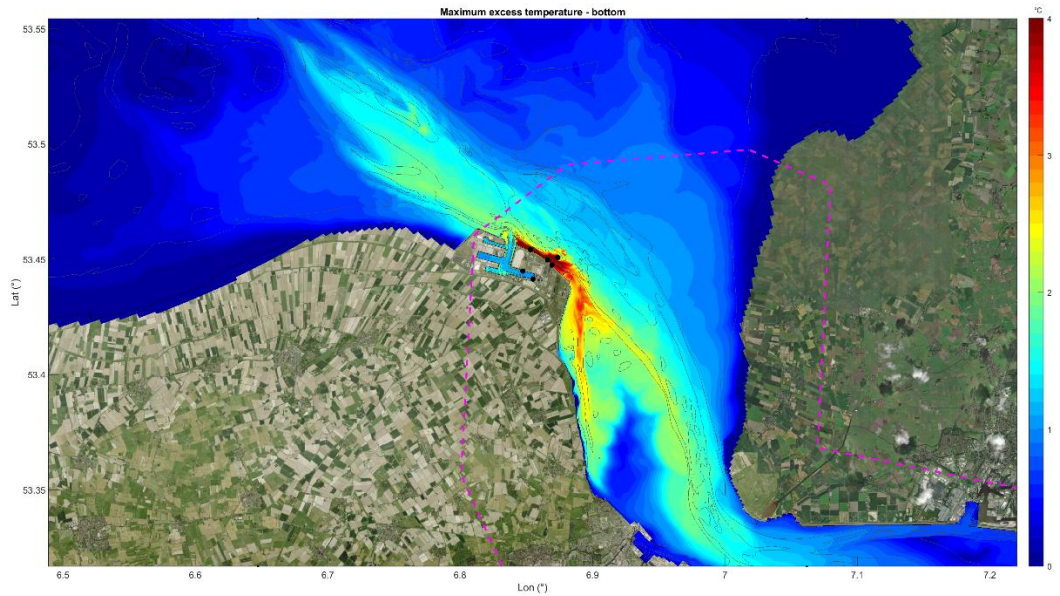 Maximum excess temperature - bottom
°C
4
3
2
1
0
53.55
53.5
53.45
53.4
53.35
Lat (°)
6.5 6.6 6.7 6.8 6.9 7 7.1 7.2
Lon (°)